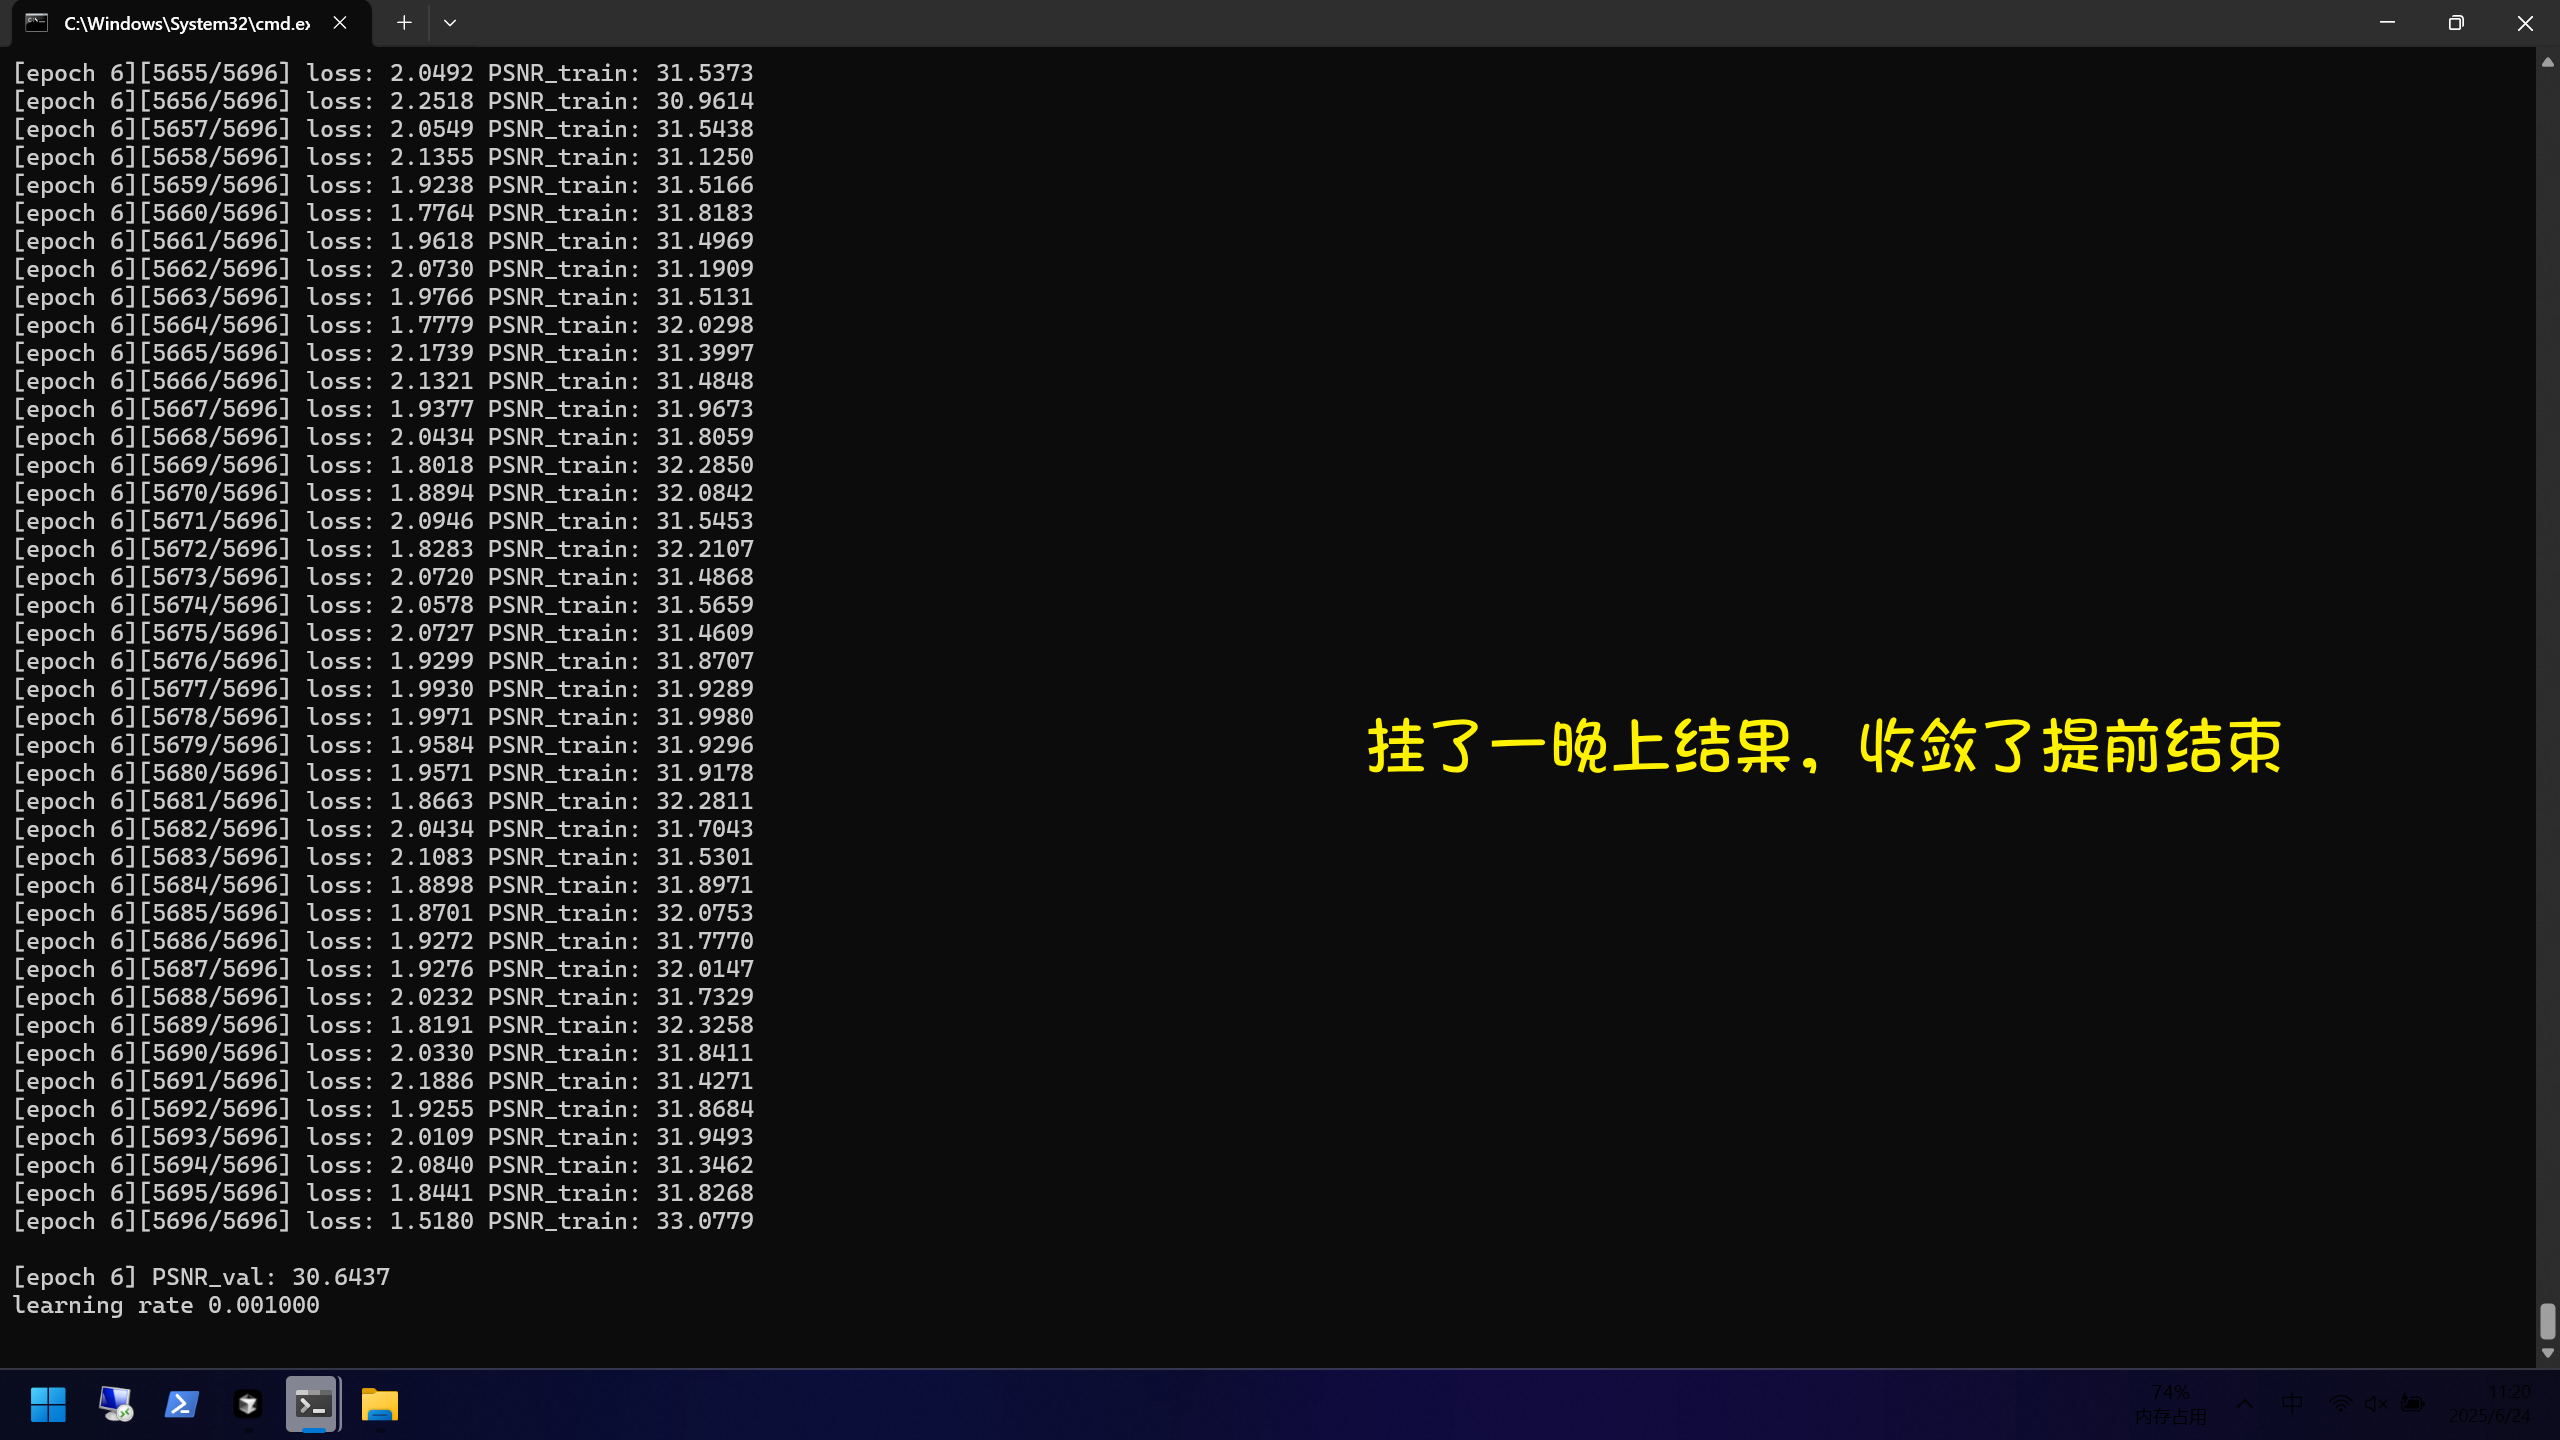 C:\Windows\System32\cmd.ex
[epoch 6][5655/5696] loss: 2.0492 PSNR_train: 31.5373
[epoch 6][5656/5696] loss: 2.2518 PSNR_train: 30.9614
[epoch 6][5657/5696] loss: 2.0549 PSNR_train: 31.5438
[epoch 6][5658/5696] loss: 2.1355 PSNR_train: 31.1250
[epoch 6][5659/5696] loss: 1.9238 PSNR_train: 31.5166
[epoch 6][5660/5696] loss: 1.7764 PSNR_train: 31.8183
[epoch 6][5661/5696] loss: 1.9618 PSNR_train: 31.4969
[epoch 6][5662/5696] loss: 2.0730 PSNR_train: 31.1909
[epoch 6][5663/5696] loss: 1.9766 PSNR_train: 31.5131
[epoch 6][5664/5696] loss: 1.7779 PSNR_train: 32.0298
[epoch 6][5665/5696] loss: 2.1739 PSNR_train: 31.3997
[epoch 6][5666/5696] loss: 2.1321 PSNR_train: 31.4848
[epoch 6][5667/5696] loss: 1.9377 PSNR_train: 31.9673
[epoch 6][5668/5696] loss: 2.0434 PSNR_train: 31.8059
[epoch 6][5669/5696] loss: 1.8018 PSNR_train: 32.2850
[epoch 6][5670/5696] loss: 1.8894 PSNR_train: 32.0842
[epoch 6][5671/5696] loss: 2.0946 PSNR_train: 31.5453
[epoch 6][5672/5696] loss: 1.8283 PSNR_train: 32.2107
[epoch 6][5673/5696] loss: 2.0720 PSNR_train: 31.4868
[epoch 6][5674/5696] loss: 2.0578 PSNR_train: 31.5659
[epoch 6][5675/5696] loss: 2.0727 PSNR_train: 31.4609
[epoch 6][5676/5696] loss: 1.9299 PSNR_train: 31.8707
[epoch 6][5677/5696] loss: 1.9930 PSNR_train: 31.9289
[epoch 6][5678/5696] loss: 1.9971 PSNR_train: 31.9980
[epoch 6][5679/5696] loss: 1.9584 PSNR_train: 31.9296
[epoch 6][5680/5696] loss: 1.9571 PSNR_train: 31.9178
[epoch 6][5681/5696] loss: 1.8663 PSNR_train: 32.2811
[epoch 6][5682/5696] loss: 2.0434 PSNR_train: 31.7043
[epoch 6][5683/5696] loss: 2.1083 PSNR_train: 31.5301
[epoch 6][5684/5696] loss: 1.8898 PSNR_train: 31.8971
[epoch 6][5685/5696] loss: 1.8701 PSNR_train: 32.0753
[epoch 6][5686/5696] loss: 1.9272 PSNR_train: 31.7770
[epoch 6][5687/5696] loss: 1.9276 PSNR_train: 32.0147
[epoch 6][5688/5696] loss: 2.0232 PSNR_train: 31.7329
[epoch 6][5689/5696] loss: 1.8191 PSNR_train: 32.3258
[epoch 6][5690/5696] loss: 2.0330 PSNR_train: 31.8411
[epoch 6][5691/5696] loss: 2.1886 PSNR_train: 31.4271
[epoch 6][5692/5696] loss: 1.9255 PSNR_train: 31.8684
[epoch 6][5693/5696] loss: 2.0109 PSNR_train: 31.9493
[epoch 6][5694/5696] loss: 2.0840 PSNR_train: 31.3462
[epoch 6][5695/5696] loss: 1.8441 PSNR_train: 31.8268
[epoch 6][5696/5696] loss: 1.5180 PSNR_train: 33.0779
[epoch 6] PSNR_val: 30.6437
learning rate 0.001000
挂了一晚上结果，收敛了提前结束
74%
内存占用
中
11:20
2025/6/24